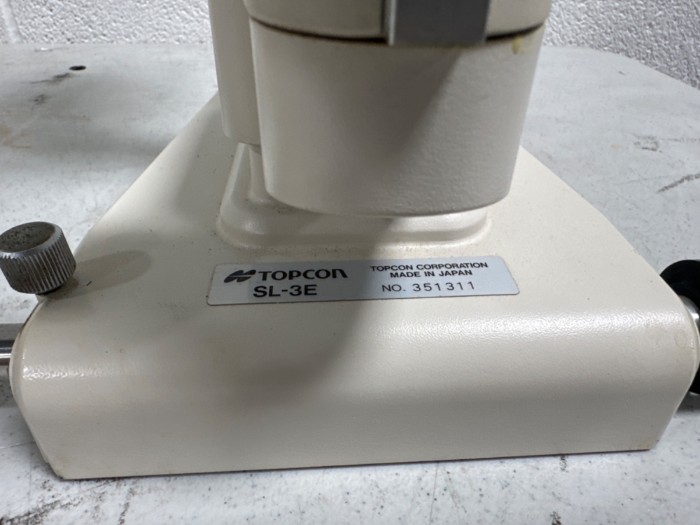 TOPCON
SL-3E
TOPCON CORPORATION
MADE IN JAPAN
NO. 351311